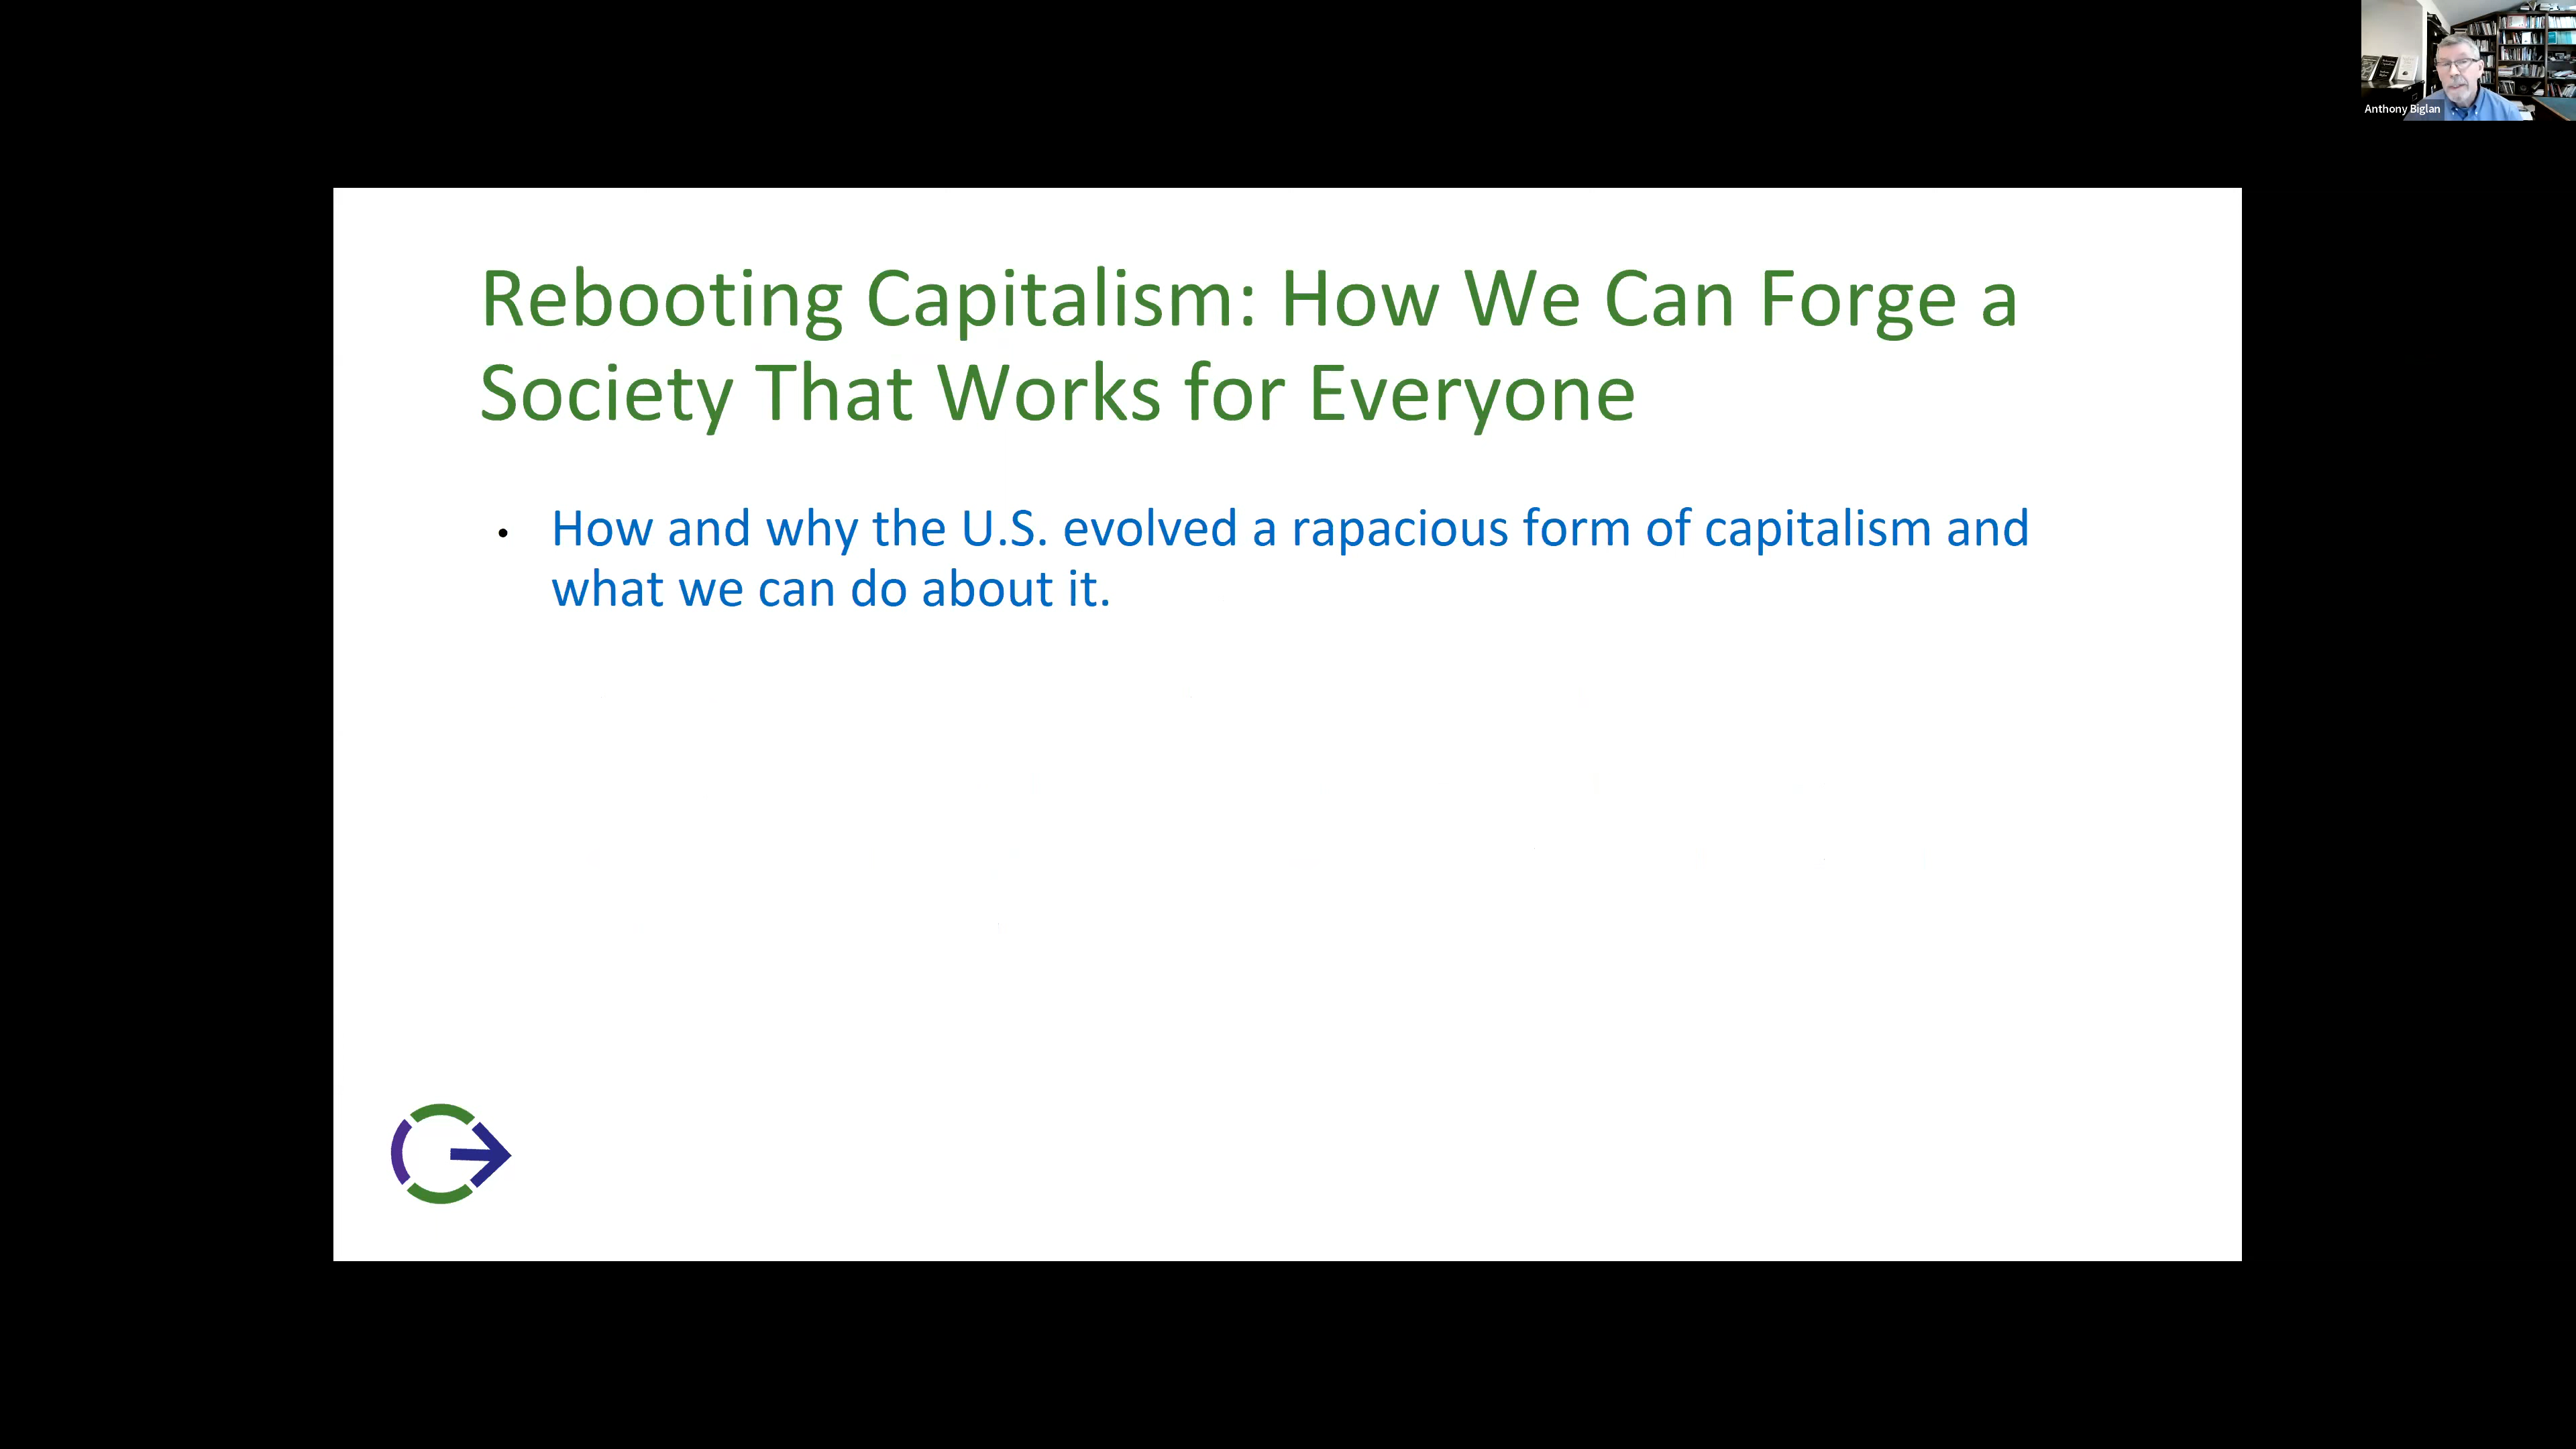 Anthony Biglan
Rebooting Capitalism: How We Can Forge a
Society That Works for Everyone
• How and why the U.S. evolved a rapacious form of capitalism and
what we can do about it.